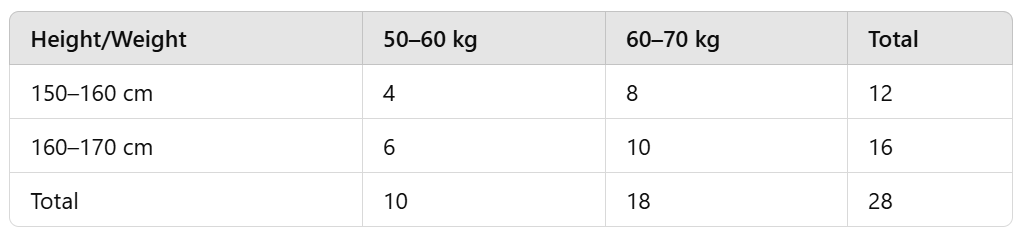 Height/Weight 50–60 kg 60–70 kg Total
150–160 cm 4 8 12
160–170 cm 6 10 16
Total 10 18 28